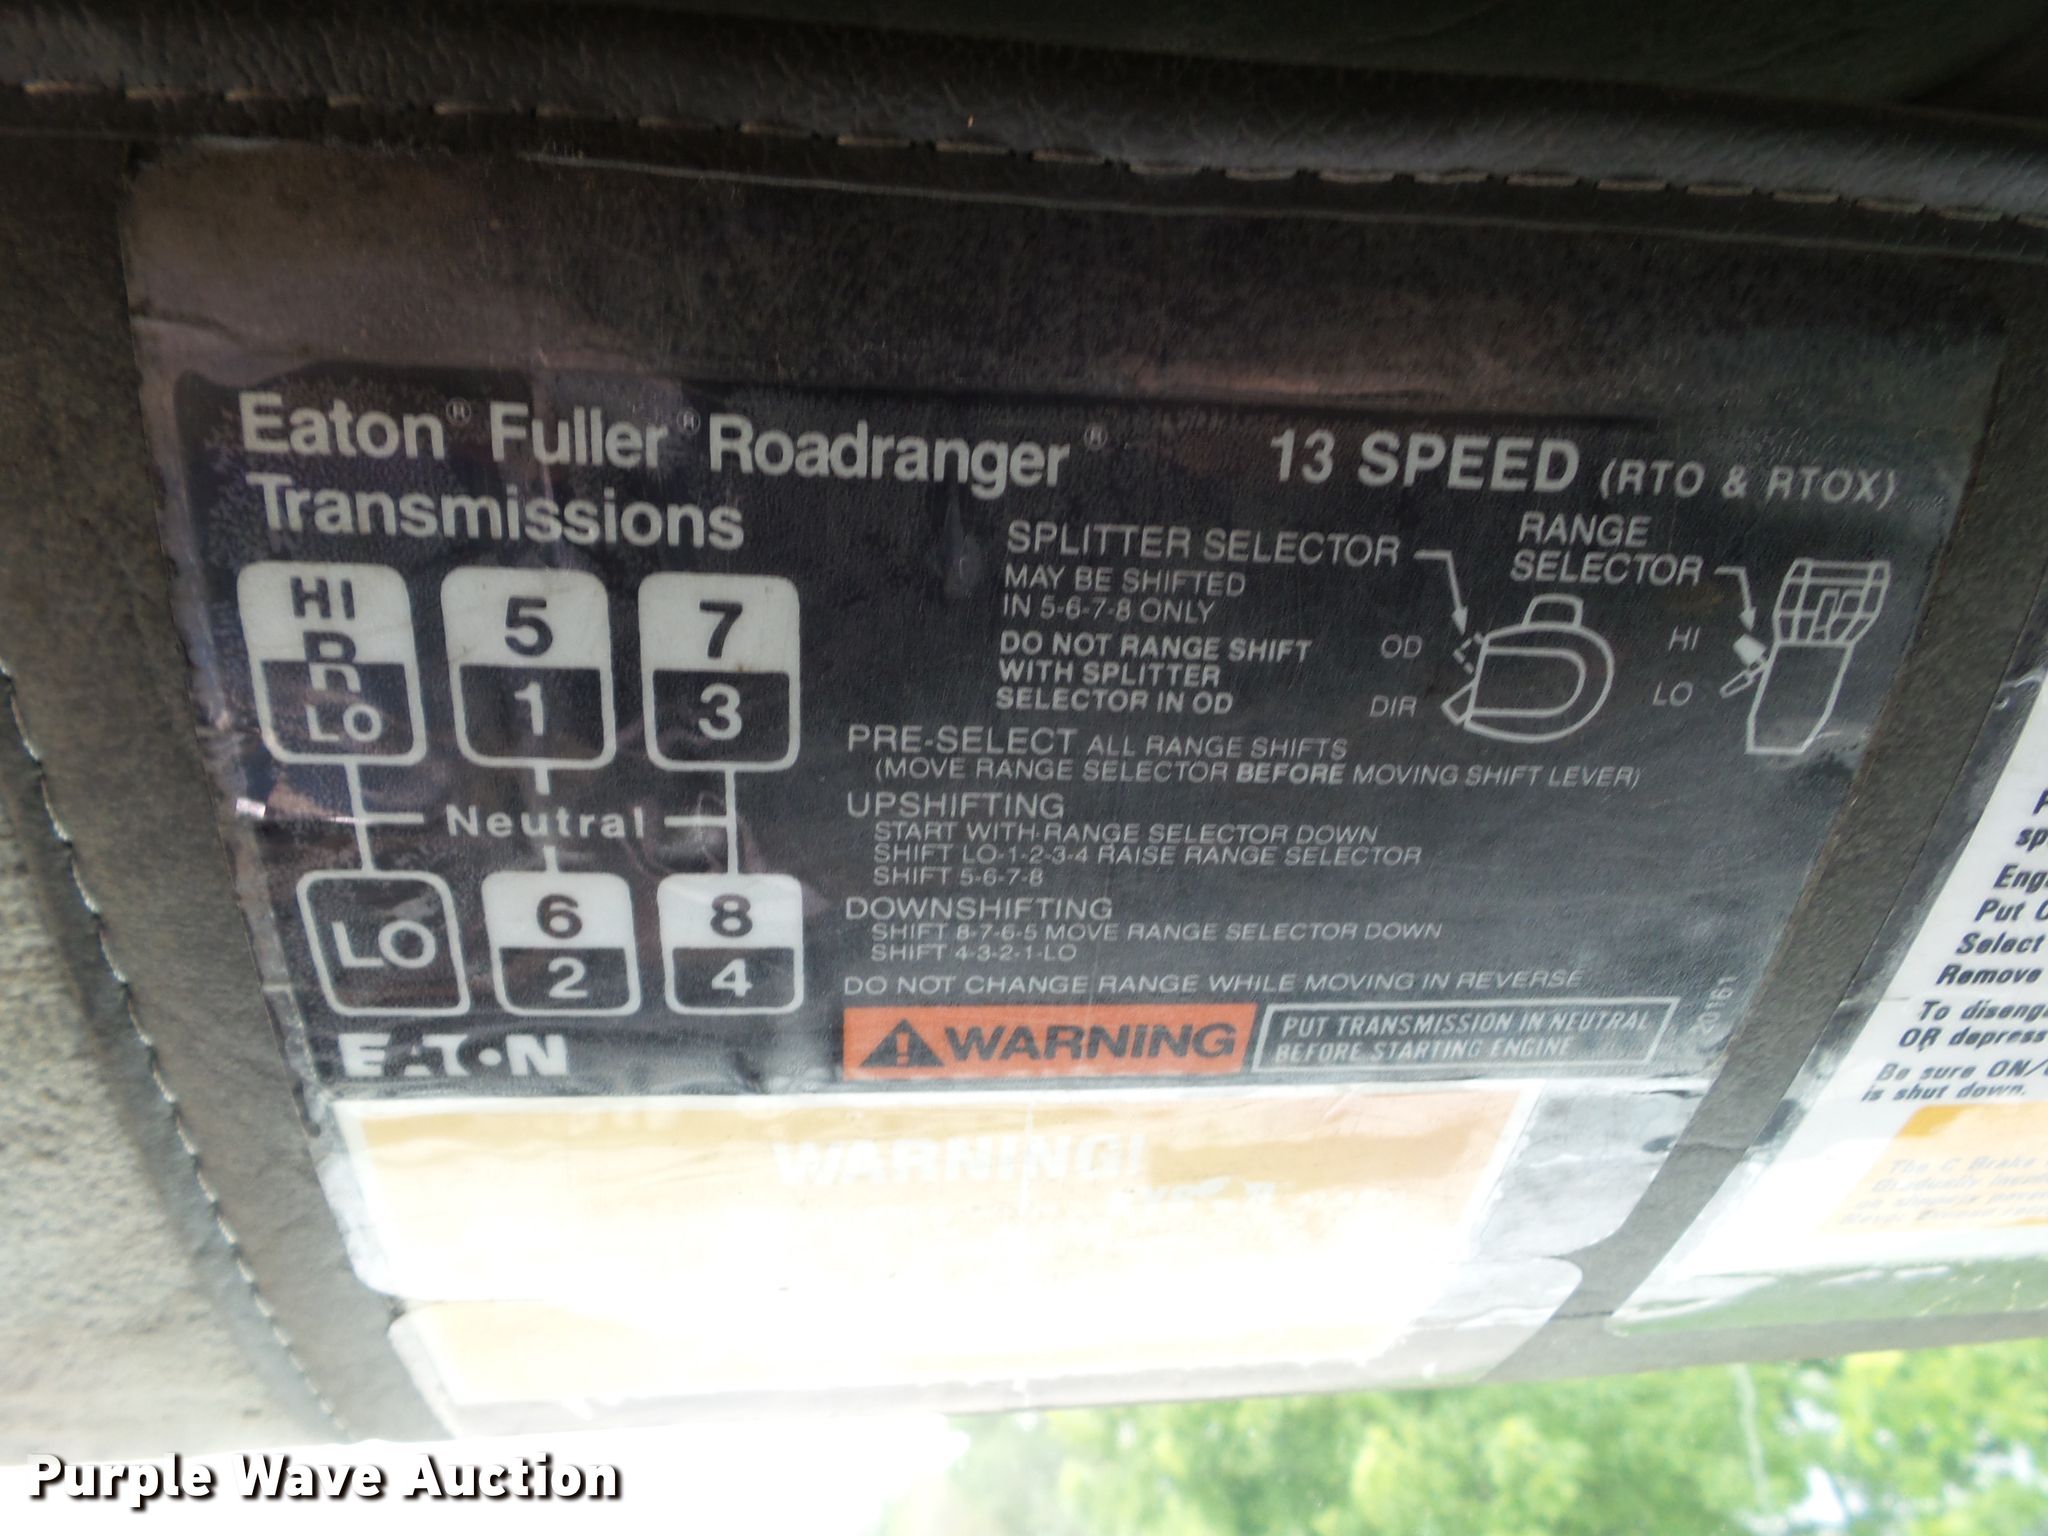 Eaton® Fuller® Roadranger®
Transmissions
13 SPEED (RTO & RTOX)
HI
R
LO
5
1
7
3
Neutral
LO
6
2
8
4
EATON
SPLITTER SELECTOR
MAY BE SHIFTED
IN 5-6-7-8 ONLY
DO NOT RANGE SHIFT
WITH SPLITTER
SELECTOR IN OD
OD
DIR
RANGE
SELECTOR
HI
LO
PRE-SELECT ALL RANGE SHIFTS
(MOVE RANGE SELECTOR BEFORE MOVING SHIFT LEVER)
UPSHIFTING
START WITH RANGE SELECTOR DOWN
SHIFT LO-1-2-3-4 RAISE RANGE SELECTOR
SHIFT 5-6-7-8
DOWNSHIFTING
SHIFT 8-7-6-5 MOVE RANGE SELECTOR DOWN
SHIFT 4-3-2-1-LO
DO NOT CHANGE RANGE WHILE MOVING IN REVERSE
WARNING
PUT TRANSMISSION IN NEUTRAL
BEFORE STARTING ENGINE
WARNING!
Put
Select
Remove
To
OR
Be sure ON/
is shut down.
The C Brake
Purple Wave Auction